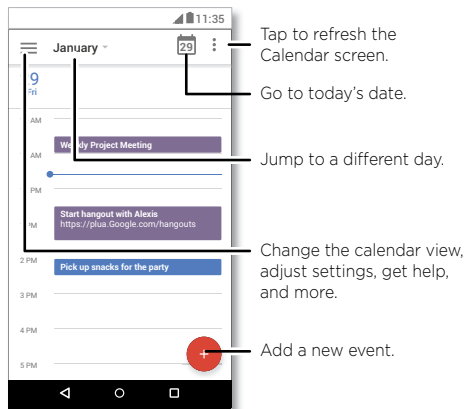 11:35
January
29
9
Fri
AM
Weekly Project Meeting
AM
PM
Start hangout with Alexis
https://plua.Google.com/hangouts
PM
2 PM
Pick up snacks for the party
3 PM
4 PM
5 PM
Tap to refresh the
Calendar screen.
Go to today's date.
Jump to a different day.
Change the calendar view,
adjust settings, get help,
and more.
Add a new event.